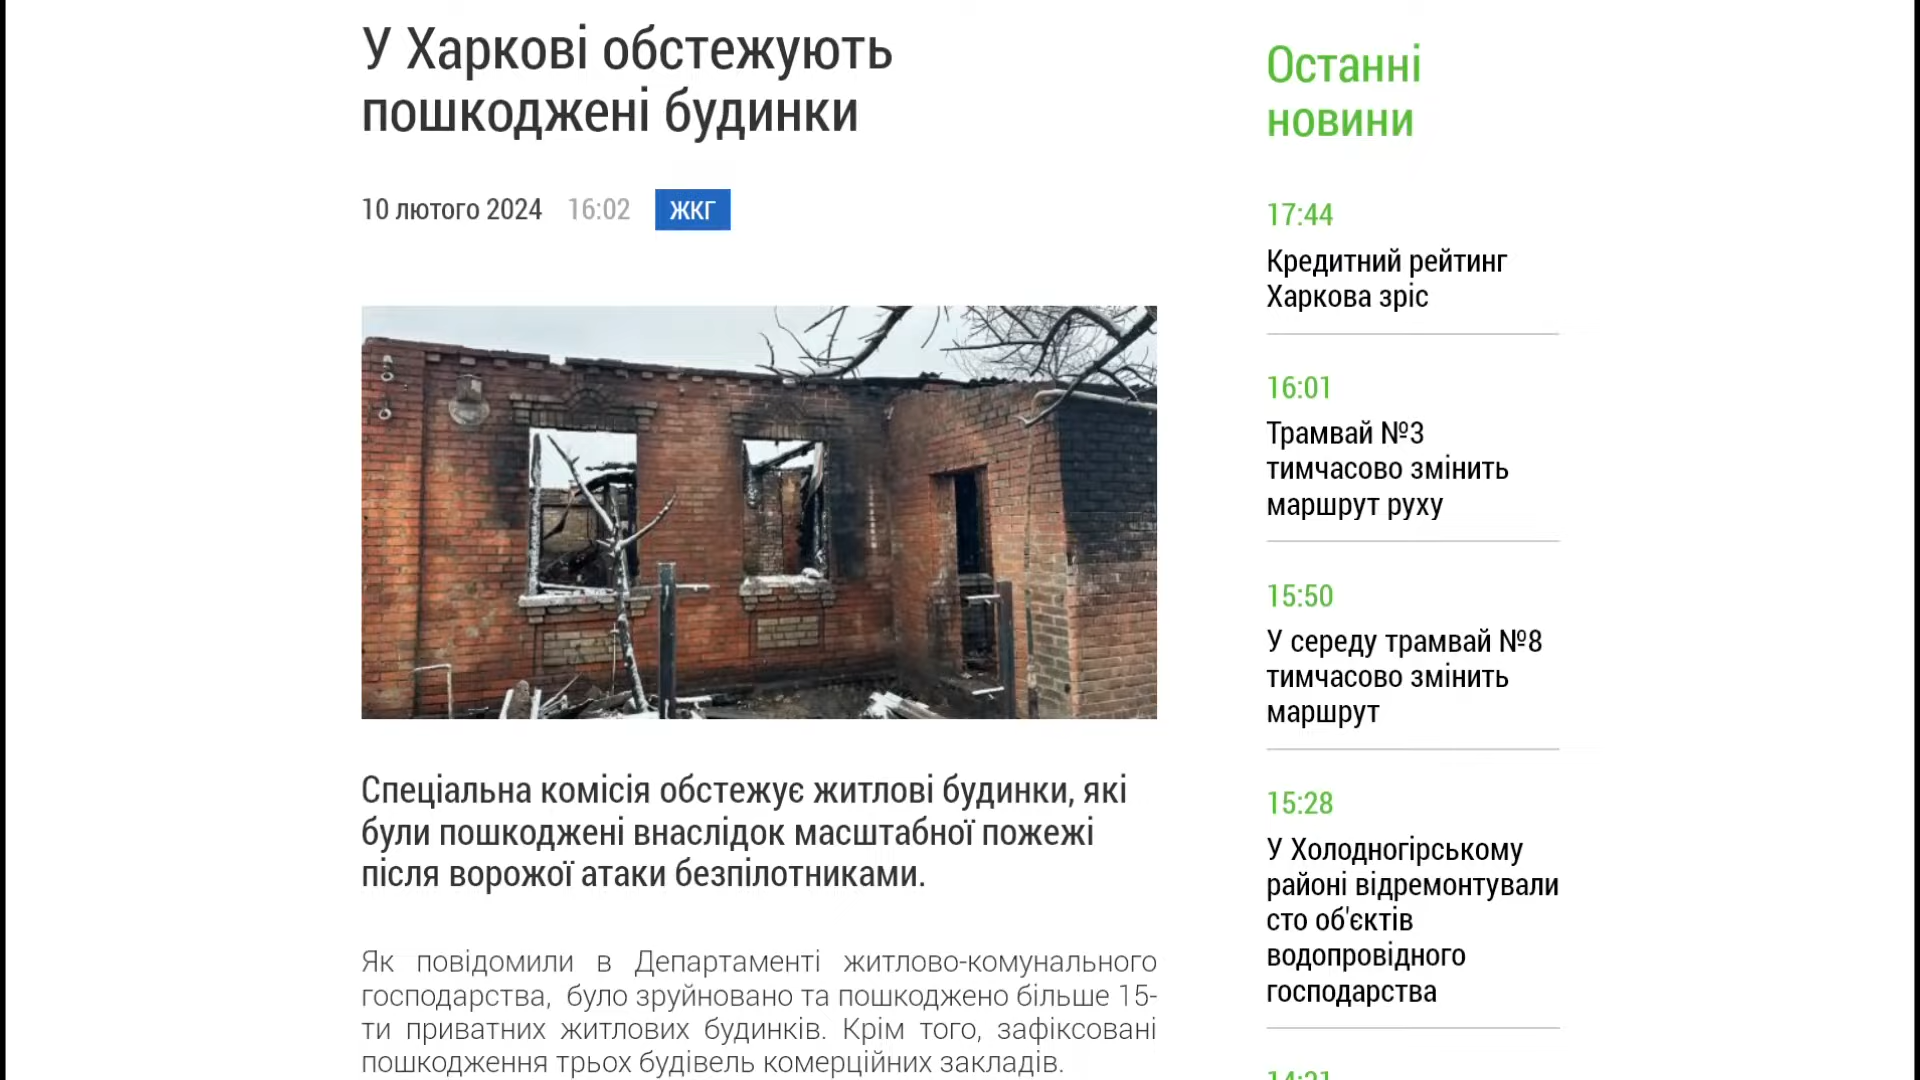 У Харкові обстежують
пошкоджені будинки
10 лютого 2024 16:02 ЖКГ
Спеціальна комісія обстежує житлові будинки, які
були пошкоджені внаслідок масштабної пожежі
після ворожої атаки безпілотниками.
Як повідомили в Департаменті житлово-комунального
господарства, було зруйновано та пошкоджено більше 15-
ти приватних житлових будинків. Крім того, зафіксовані
пошкодження трьох будівель комерційних закладів.
Останні
новини
17:44
Кредитний рейтинг
Харкова зріс
16:01
Трамвай №3
тимчасово змінить
маршрут руху
15:50
У середу трамвай №8
тимчасово змінить
маршрут
15:28
У Холодногірському
районі відремонтували
сто об'єктів
водопровідного
господарства